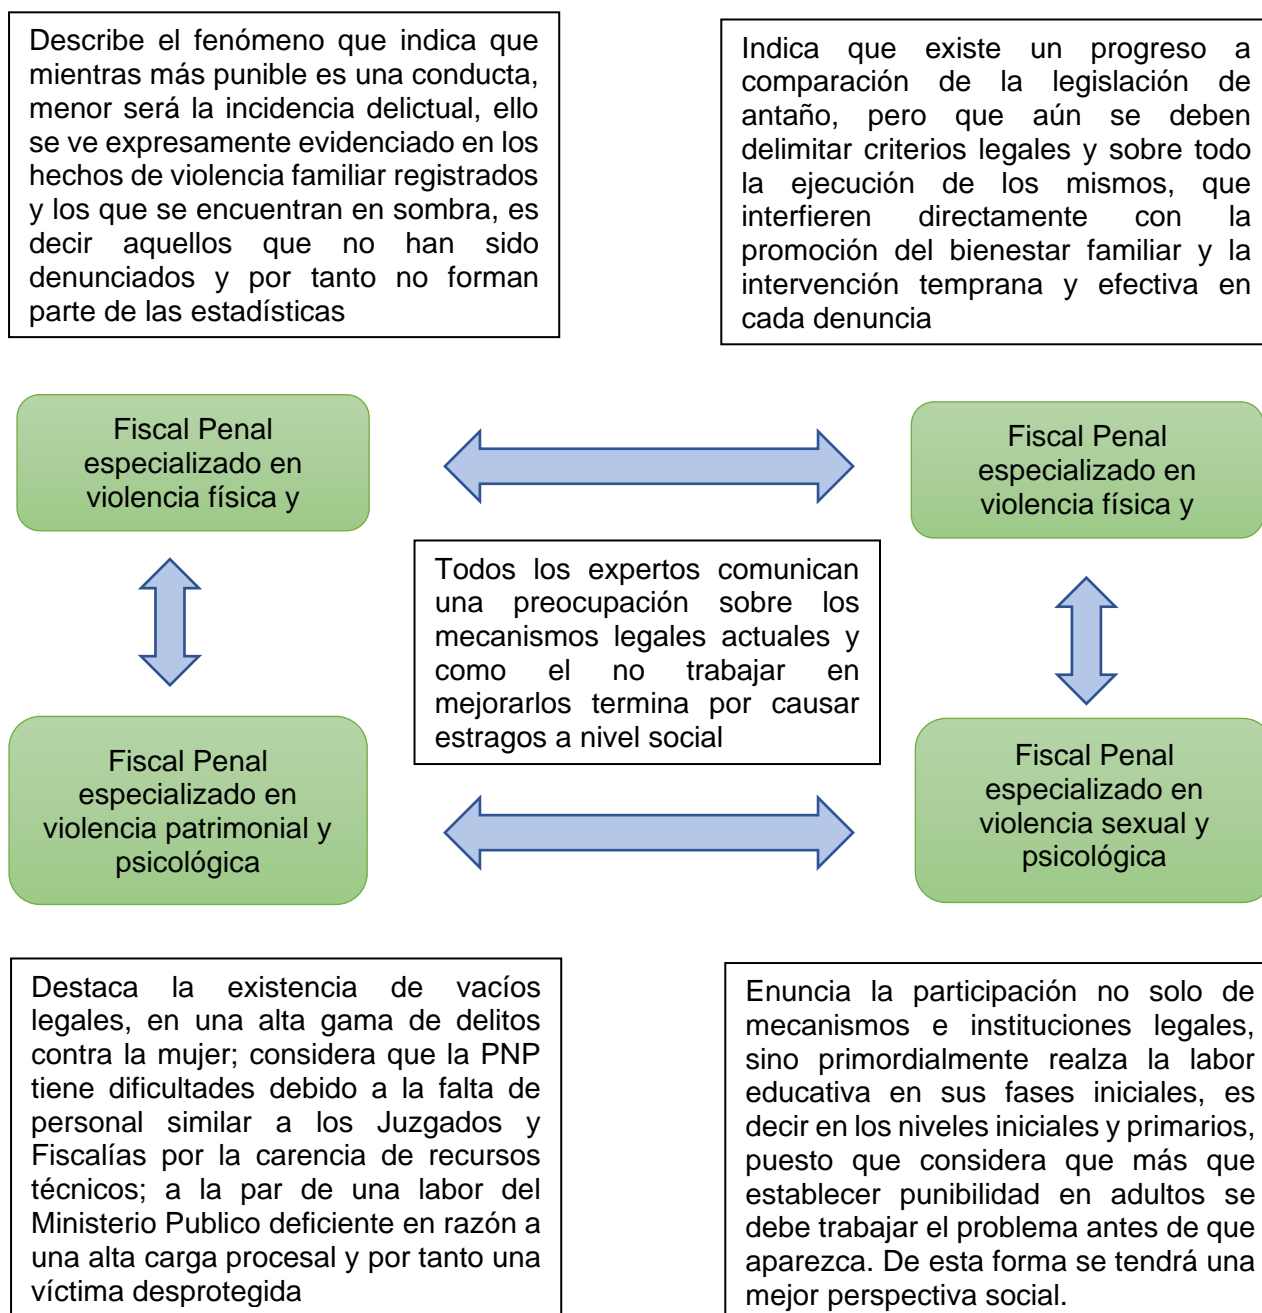 Describe el fenómeno que indica que
mientras más punible es una conducta,
menor será la incidencia delictual, ello
se ve expresamente evidenciado en los
hechos de violencia familiar registrados
y los que se encuentran en sombra, es
decir aquellos que no han sido
denunciados y por tanto no forman
parte de las estadísticas
Indica que existe un progreso a
comparación de la legislación de
antaño, pero que aún se deben
delimitar criterios legales y sobre todo
la ejecución de los mismos, que
interfieren directamente con la
promoción del bienestar familiar y la
intervención temprana y efectiva en
cada denuncia
Fiscal Penal
especializado en
violencia física y
Fiscal Penal
especializado en
violencia física y
Todos los expertos comunican
una preocupación sobre los
mecanismos legales actuales y
como el no trabajar en
mejorarlos termina por causar
estragos a nivel social
Fiscal Penal
especializado en
violencia patrimonial y
psicológica
Fiscal Penal
especializado en
violencia sexual y
psicológica
Destaca la existencia de vacíos
legales, en una alta gama de delitos
contra la mujer; considera que la PNP
tiene dificultades debido a la falta de
personal similar a los Juzgados y
Fiscalías por la carencia de recursos
técnicos; a la par de una labor del
Ministerio Publico deficiente en razón a
una alta carga procesal y por tanto una
víctima desprotegida
Enuncia la participación no solo de
mecanismos e instituciones legales,
sino primordialmente realza la labor
educativa en sus fases iniciales, es
decir en los niveles iniciales y primarios,
puesto que considera que más que
establecer punibilidad en adultos se
debe trabajar el problema antes de que
aparezca. De esta forma se tendrá una
mejor perspectiva social.